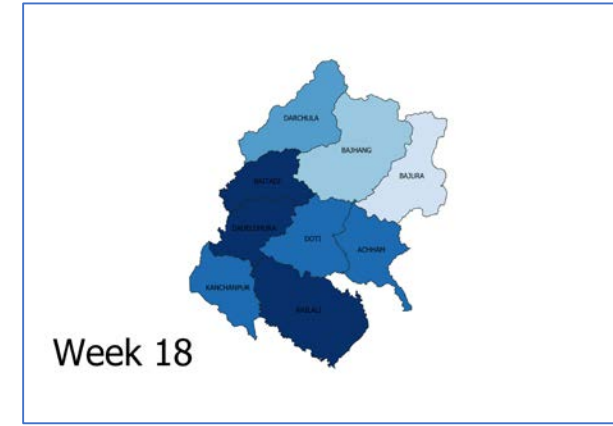 DARCHULA
BAJHANG
BAJURA
BAITADI
DADELDHURA
DOTI
ACHHAM
KANCHANPUR
KAILALI
Week 18